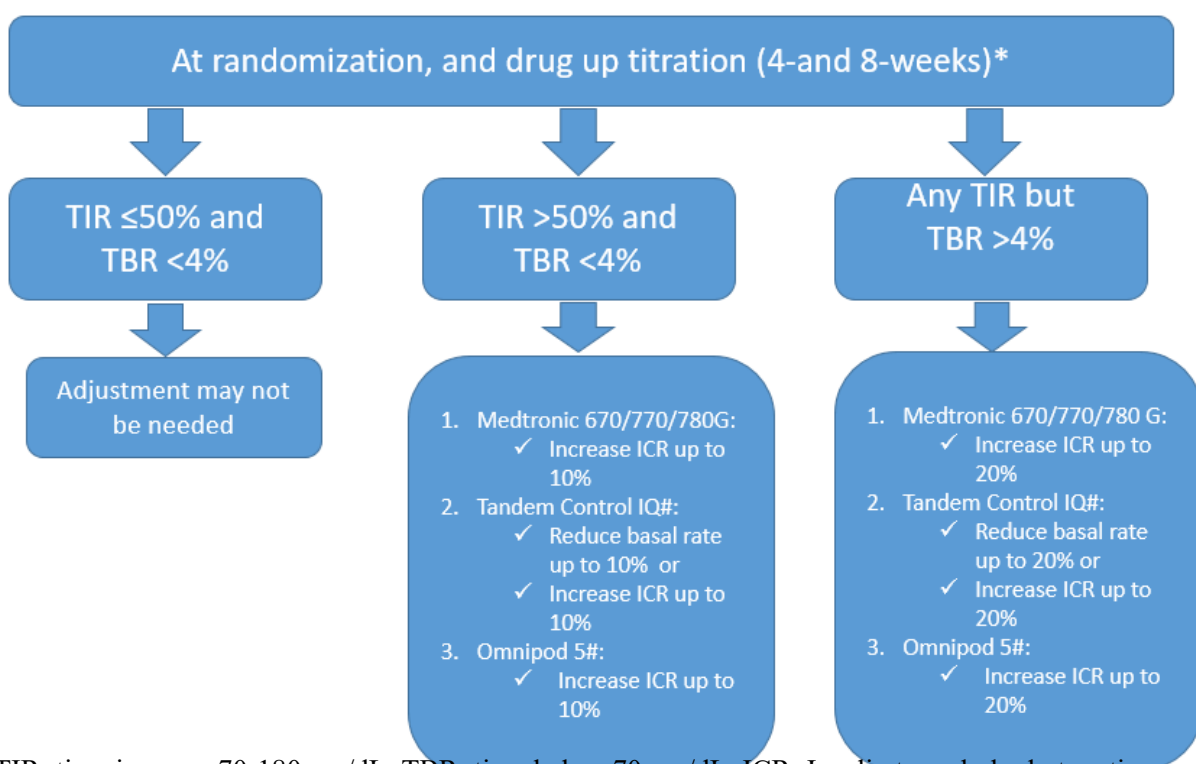 At randomization, and drug up titration (4-and 8-weeks)*
TIR ≤50% and
TBR <4%
Adjustment may not
be needed
TIR >50% and
TBR <4%
1. Medtronic 670/770/780G:
✓ Increase ICR up to
10%
2. Tandem Control IQ#:
✓ Reduce basal rate
up to 10% or
✓ Increase ICR up to
10%
3. Omnipod 5#:
✓ Increase ICR up to
10%
Any TIR but
TBR >4%
1. Medtronic 670/770/780 G:
✓ Increase ICR up to
20%
2. Tandem Control IQ#:
✓ Reduce basal rate
up to 20% or
✓ Increase ICR up to
20%
3. Omnipod 5#:
✓ Increase ICR up to
20%